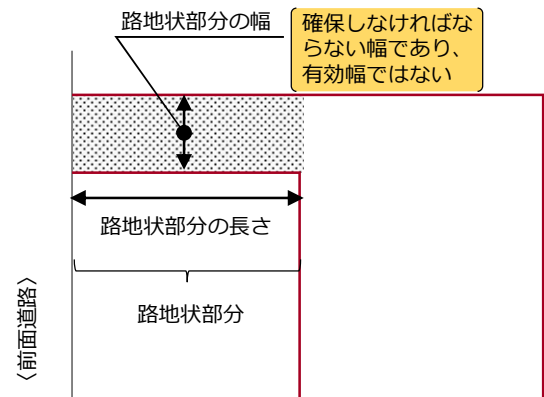 路地状部分の幅
確保しなければな
らない幅であり、
有効幅ではない
路地状部分の長さ
路地状部分
〈前面道路〉